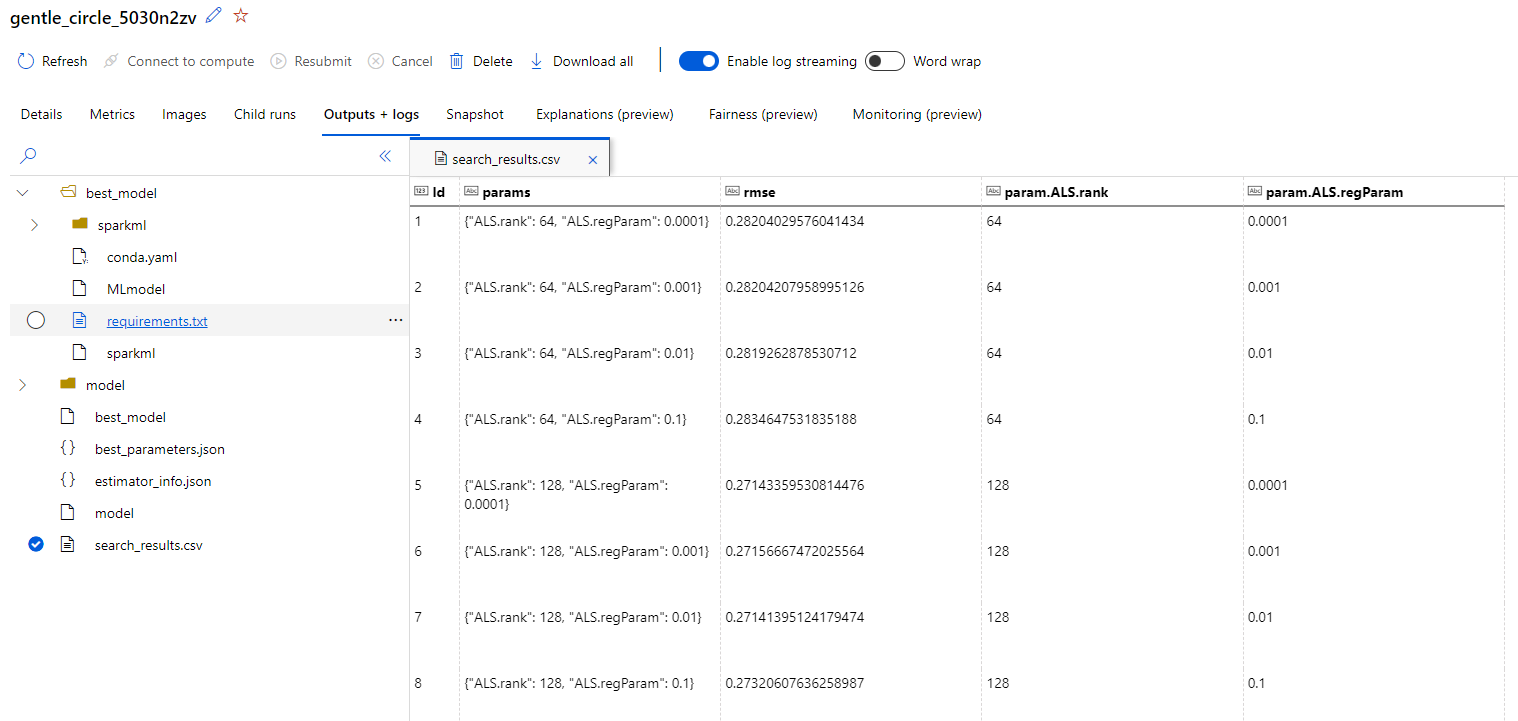 gentle_circle_5030n2zv
Refresh Connect to compute Resubmit Cancel Delete Download all Enable log streaming Word wrap
Details Metrics Images Child runs Outputs + logs Snapshot Explanations (preview) Fairness (preview) Monitoring (preview)
best_model
sparkml
conda.yaml
MLmodel
requirements.txt
sparkml
model
best_model
best_parameters.json
estimator_info.json
model
search_results.csv
search_results.csv
Id params rmse param.ALS.rank param.ALS.regParam
1 {"ALS.rank": 64, "ALS.regParam": 0.0001} 0.28204029576041434 64 0.0001
2 {"ALS.rank": 64, "ALS.regParam": 0.001} 0.28204207958995126 64 0.001
3 {"ALS.rank": 64, "ALS.regParam": 0.01} 0.2819262878530712 64 0.01
4 {"ALS.rank": 64, "ALS.regParam": 0.1} 0.2834647531835188 64 0.1
5 {"ALS.rank": 128, "ALS.regParam": 0.27143359530814476 128 0.0001
0.0001}
6 {"ALS.rank": 128, "ALS.regParam": 0.001} 0.27156667472025564 128 0.001
7 {"ALS.rank": 128, "ALS.regParam": 0.01} 0.27141395124179474 128 0.01
8 {"ALS.rank": 128, "ALS.regParam": 0.1} 0.27320607636258987 128 0.1